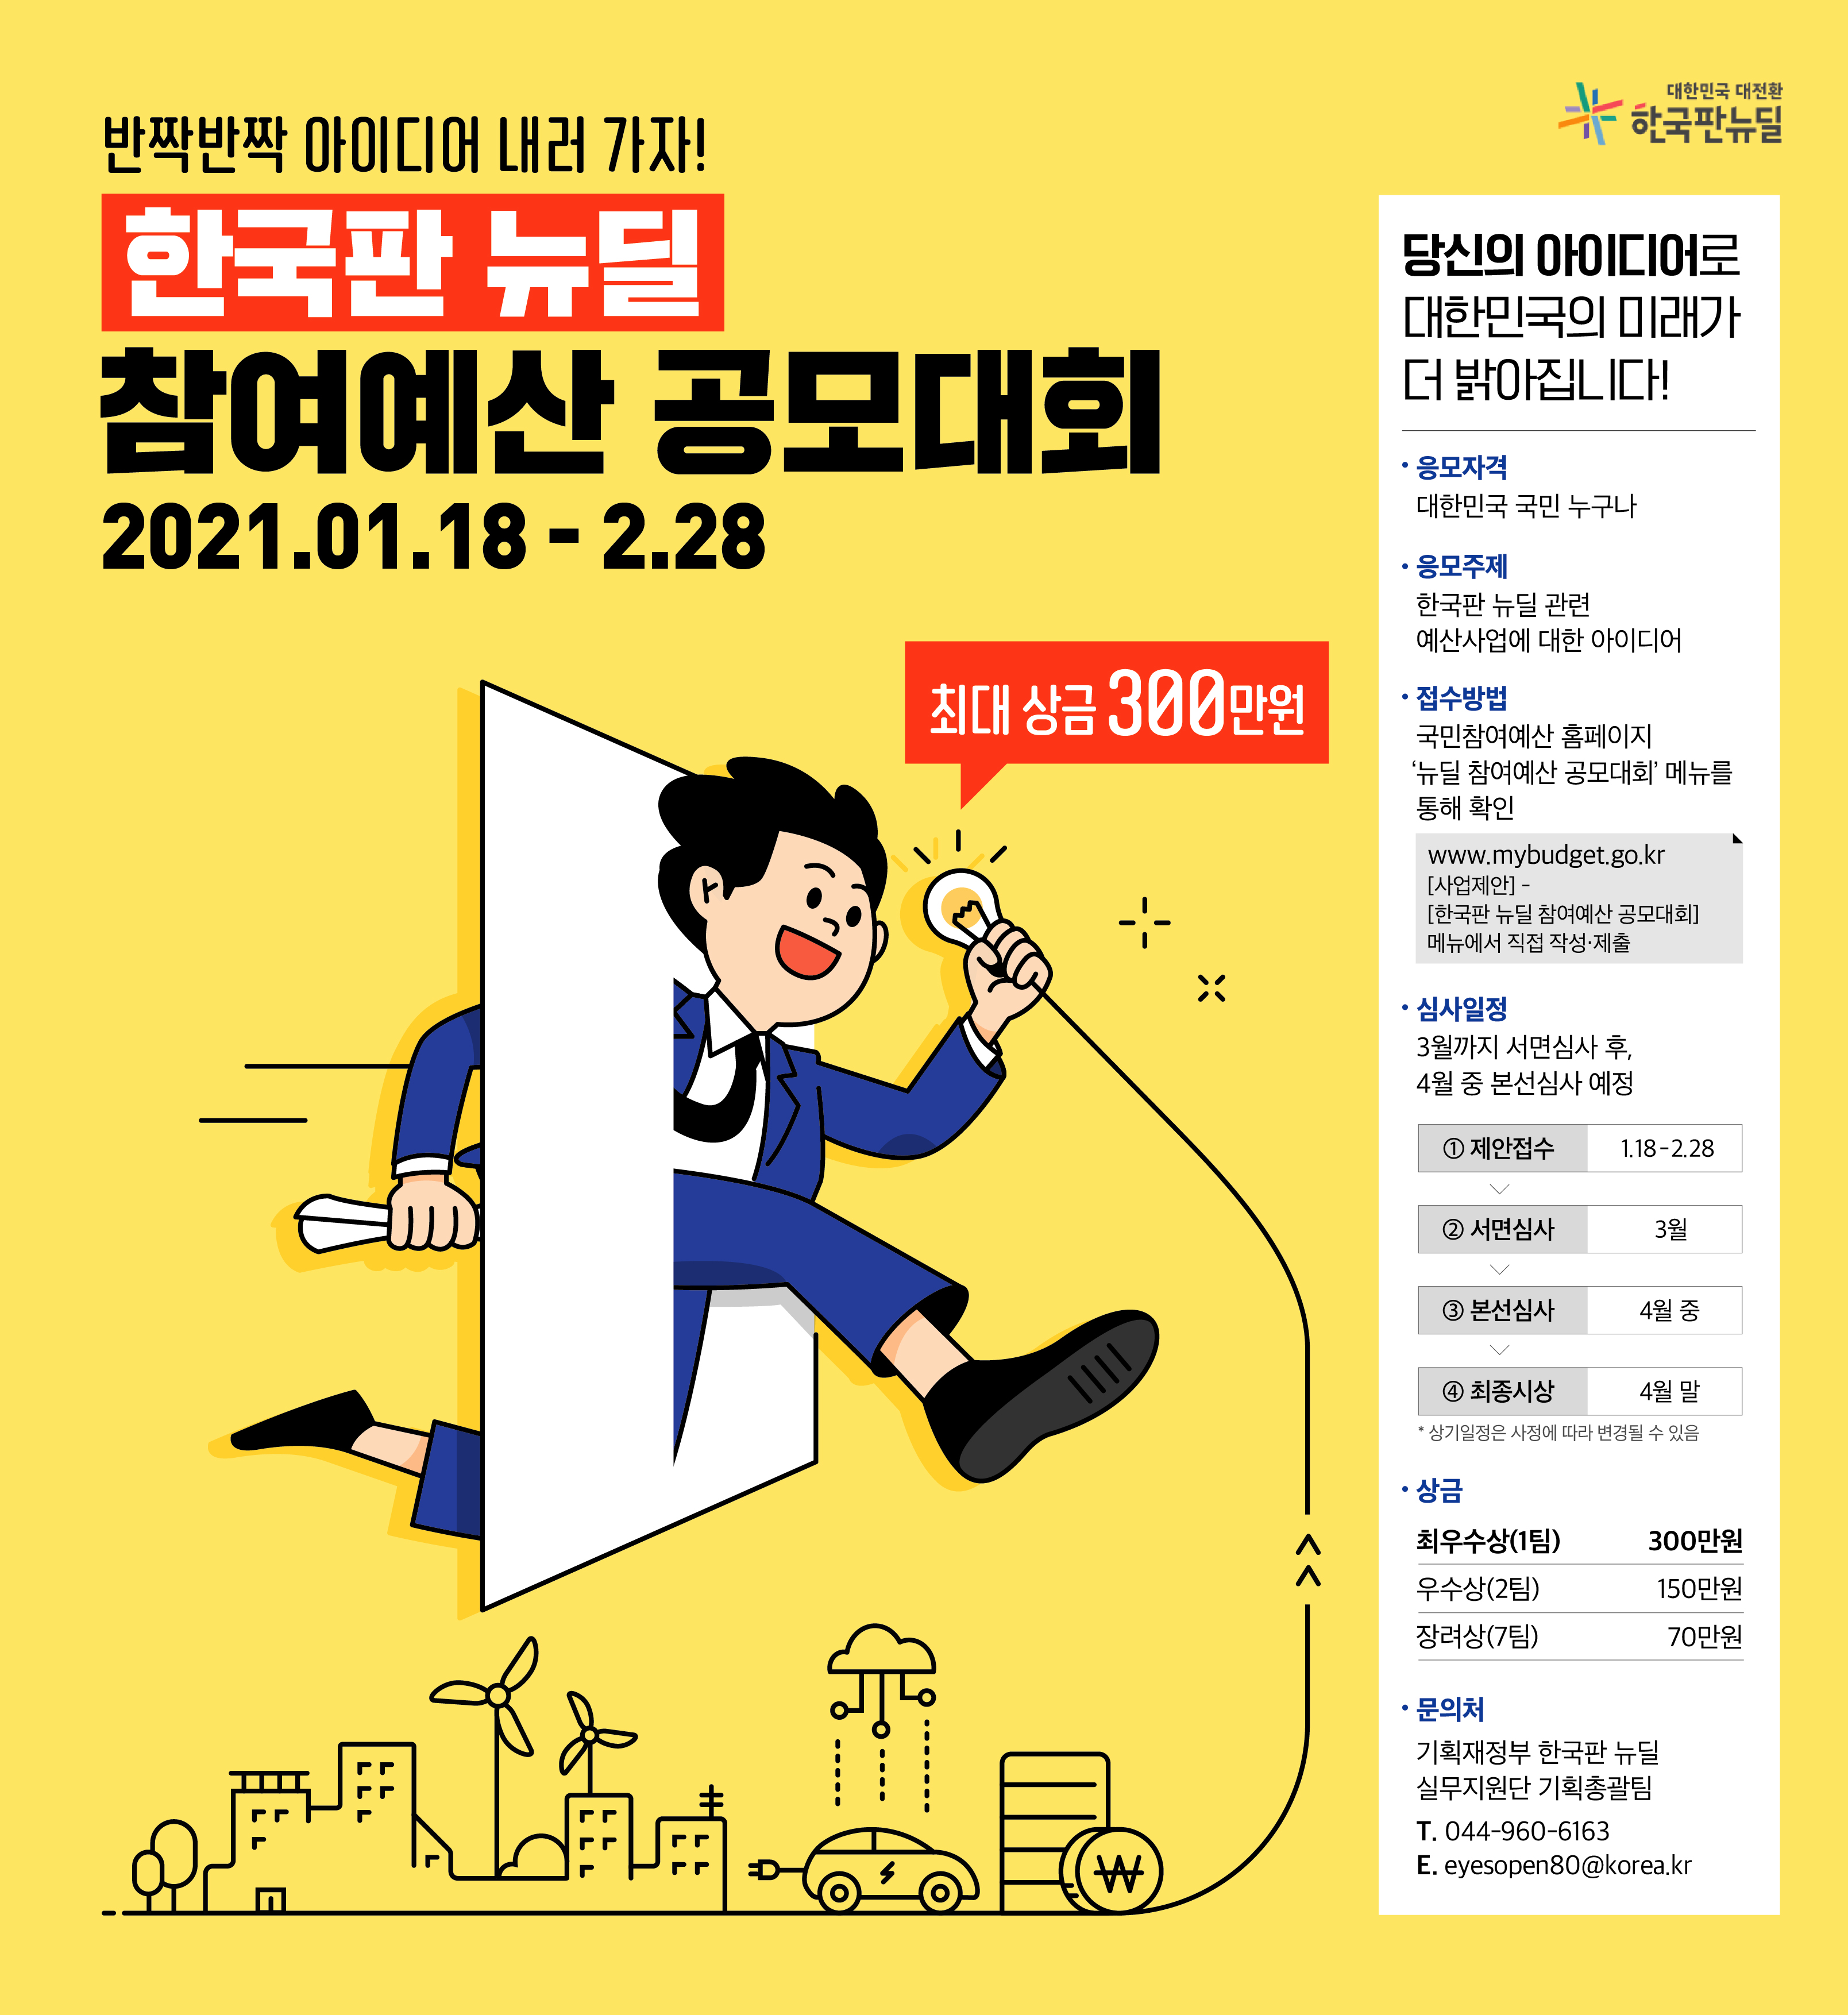 반짝반짝 아이디어 내러 가자!
한국판 뉴딜
참여예산 공모대회
2021.01.18 - 2.28
최대 상금 300만원
대한민국 대전환
한국판뉴딜
당신의 아이디어로
대한민국의 미래가
더 밝아집니다!
· 응모자격
대한민국 국민 누구나
· 응모주제
한국판 뉴딜 관련
예산사업에 대한 아이디어
· 접수방법
국민참여예산 홈페이지
‘뉴딜 참여예산 공모대회’ 메뉴를
통해 확인
www.mybudget.go.kr
[사업제안] -
[한국판 뉴딜 참여예산 공모대회]
메뉴에서 직접 작성·제출
· 심사일정
3월까지 서면심사 후,
4월 중 본선심사 예정
① 제안접수 1.18-2.28
② 서면심사 3월
③ 본선심사 4월 중
④ 최종시상 4월 말
* 상기일정은 사정에 따라 변경될 수 있음
· 상금
최우수상(1팀) 300만원
우수상(2팀) 150만원
장려상(7팀) 70만원
· 문의처
기획재정부 한국판 뉴딜
실무지원단 기획총괄팀
T. 044-960-6163
E. eyesopen80@korea.kr
₩